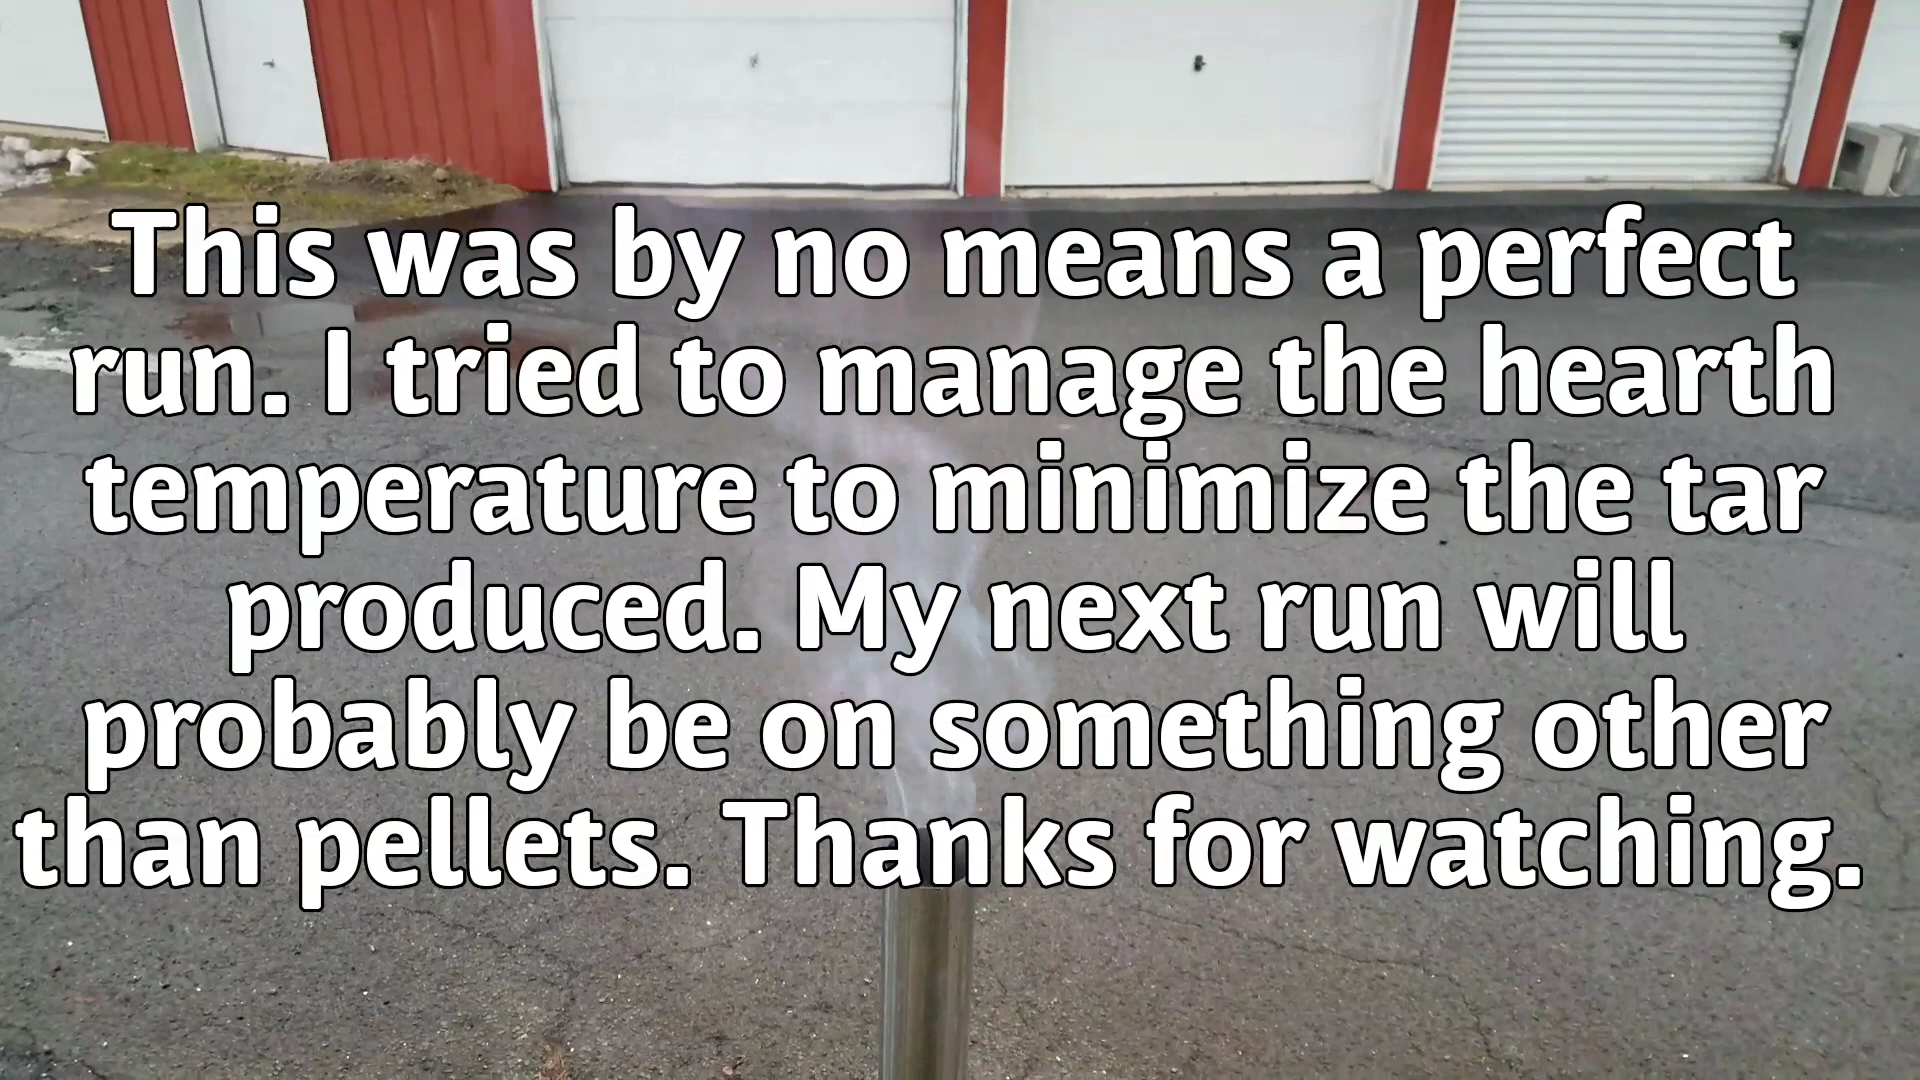 This was by no means a perfect
run. I tried to manage the hearth
temperature to minimize the tar
produced. My next run will
probably be on something other
than pellets. Thanks for watching.